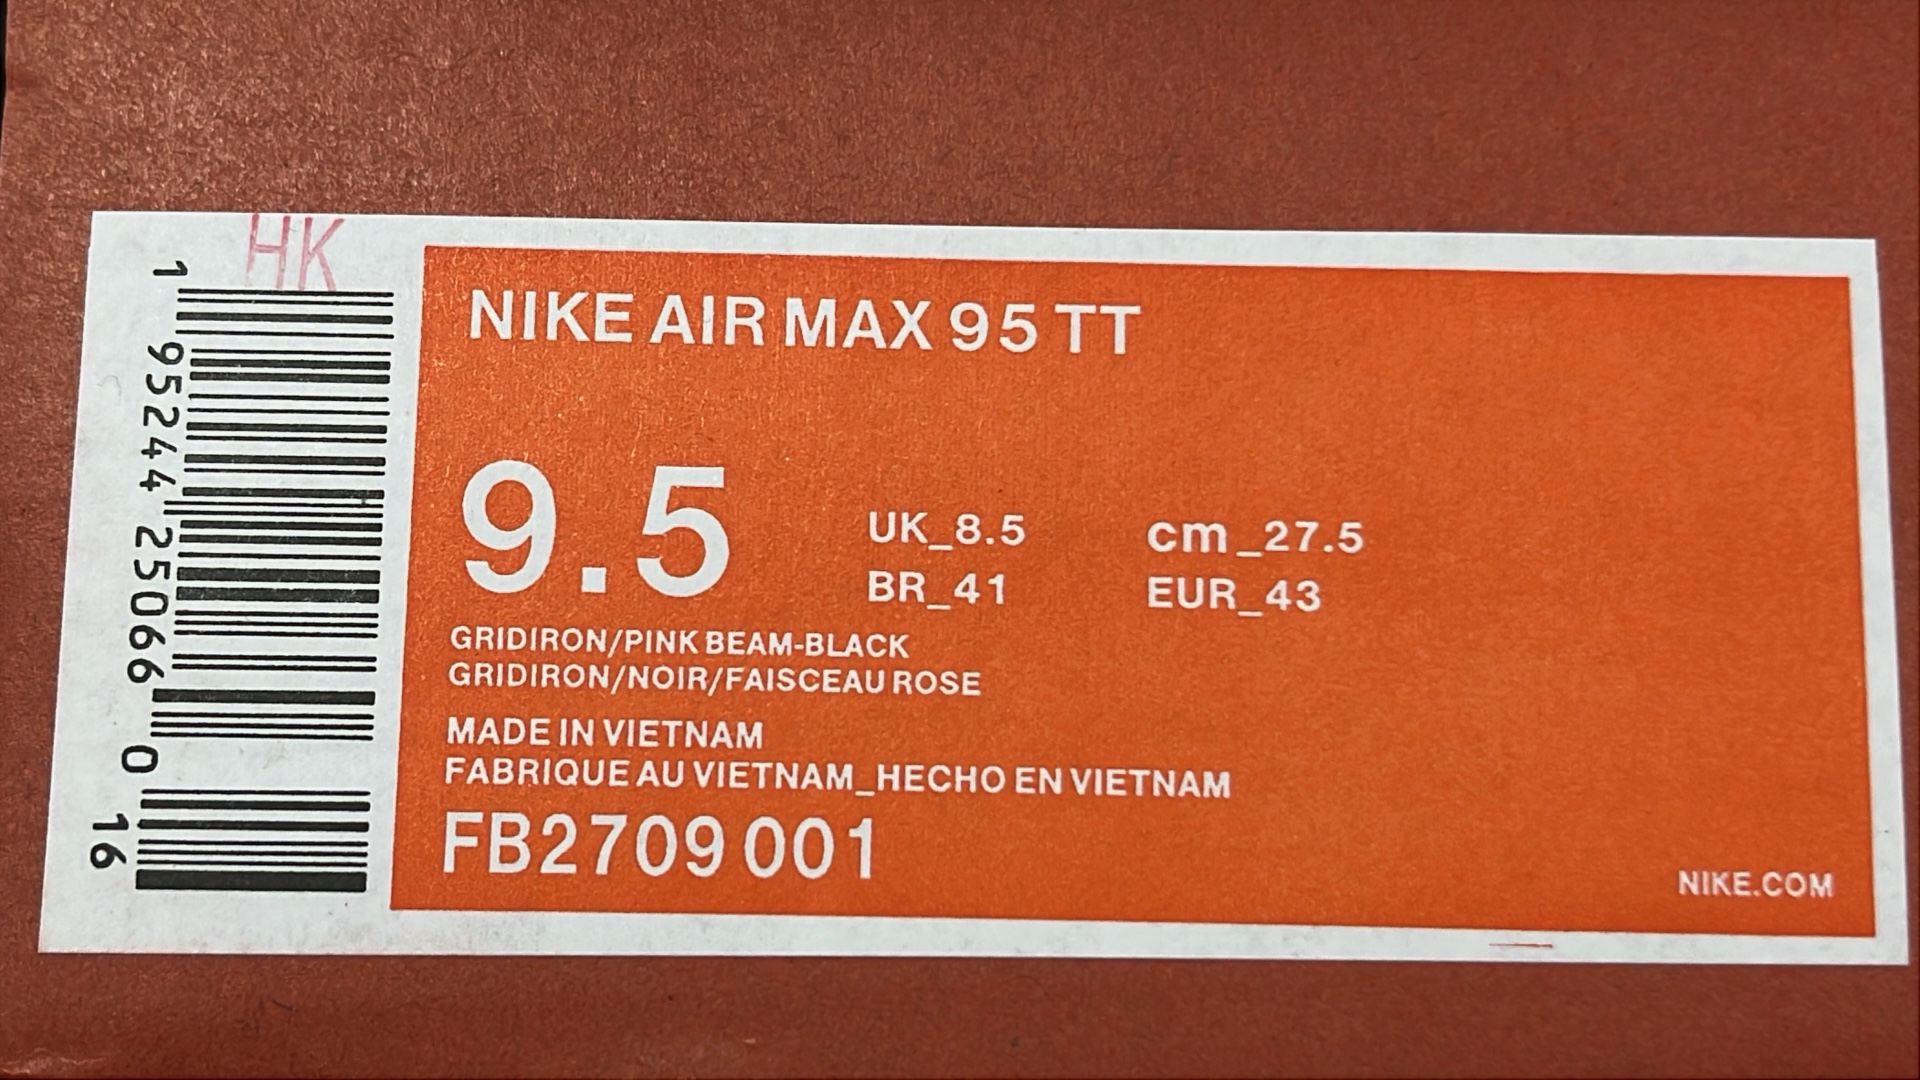 HK
1 95244 25066 0
16
NIKE AIR MAX 95 TT
9.5
UK_8.5 cm_27.5
BR_41 EUR_43
GRIDIRON/PINK BEAM-BLACK
GRIDIRON/NOIR/FAISCEAU ROSE
MADE IN VIETNAM
FABRIQUE AU VIETNAM_HECHO EN VIETNAM
FB2709 001
NIKE.COM